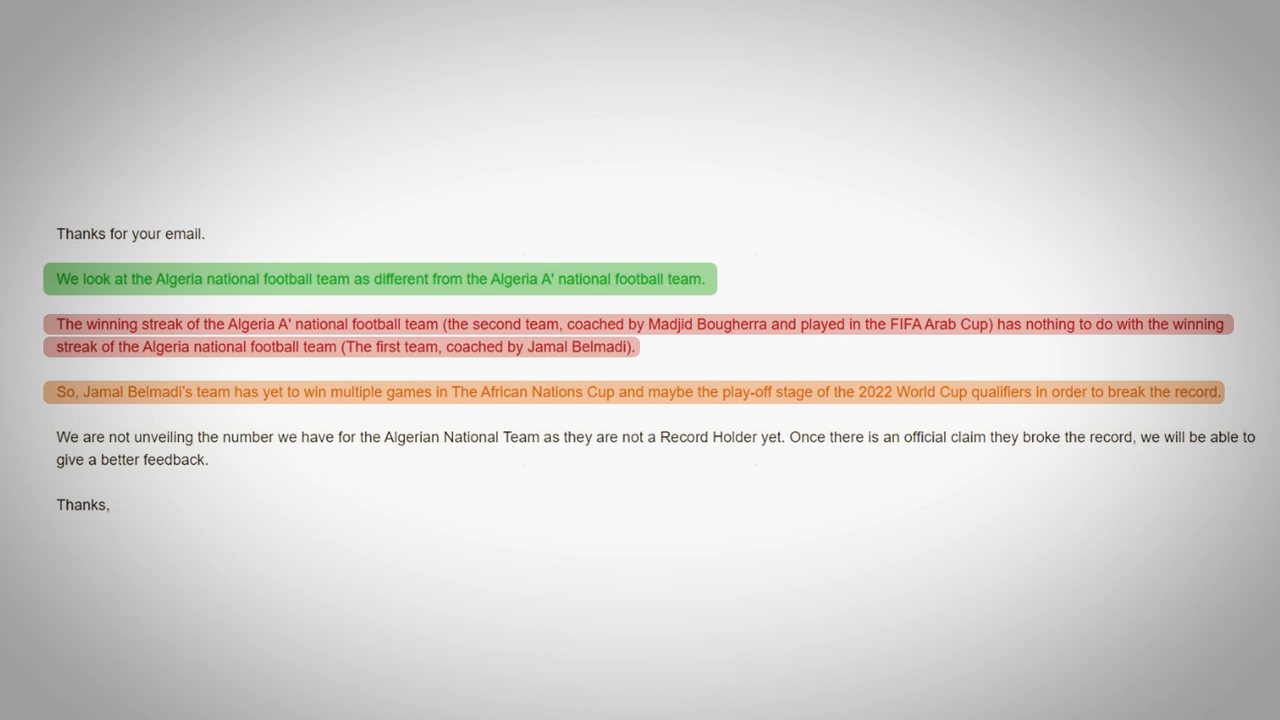 Thanks for your email.
We look at the Algeria national football team as different from the Algeria A' national football team.
The winning streak of the Algeria A' national football team (the second team, coached by Madjid Bougherra and played in the FIFA Arab Cup) has nothing to do with the winning
streak of the Algeria national football team (The first team, coached by Jamal Belmadi).
So, Jamal Belmadi's team has yet to win multiple games in The African Nations Cup and maybe the play-off stage of the 2022 World Cup qualifiers in order to break the record.
We are not unveiling the number we have for the Algerian National Team as they are not a Record Holder yet. Once there is an official claim they broke the record, we will be able to
give a better feedback.
Thanks,